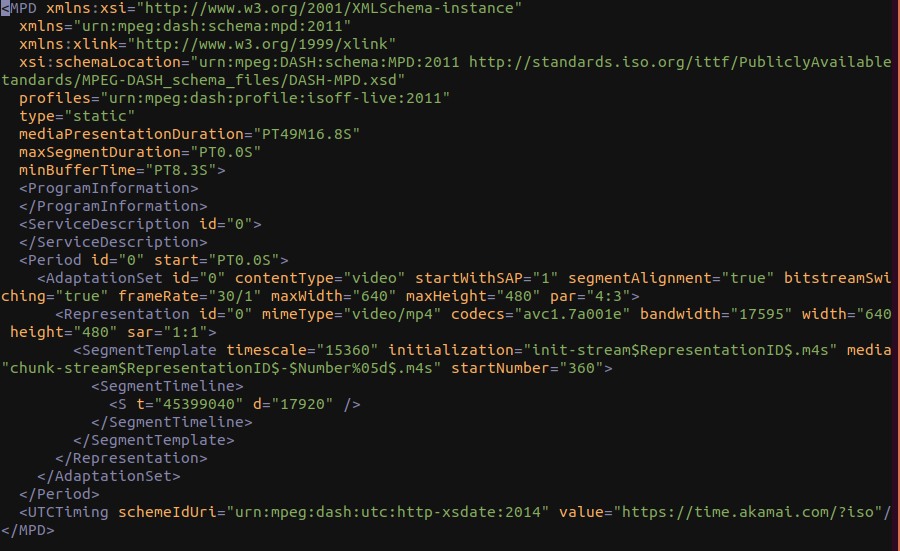 <MPD xmlns:xsi="http://www.w3.org/2001/XMLSchema-instance"
  xmlns="urn:mpeg:dash:schema:mpd:2011"
  xmlns:xlink="http://www.w3.org/1999/xlink"
  xsi:schemaLocation="urn:mpeg:DASH:schema:MPD:2011 http://standards.iso.org/ittf/PubliclyAvailable
tandards/MPEG-DASH_schema_files/DASH-MPD.xsd"
  profiles="urn:mpeg:dash:profile:isoff-live:2011"
  type="static"
  mediaPresentationDuration="PT49M16.8S"
  maxSegmentDuration="PT0.0S"
  minBufferTime="PT8.3S">
  <ProgramInformation>
  </ProgramInformation>
  <ServiceDescription id="0">
  </ServiceDescription>
  <Period id="0" start="PT0.0S">
    <AdaptationSet id="0" contentType="video" startWithSAP="1" segmentAlignment="true" bitstreamSwi
ching="true" frameRate="30/1" maxWidth="640" maxHeight="480" par="4:3">
      <Representation id="0" mimeType="video/mp4" codecs="avc1.7a001e" bandwidth="17595" width="640
 height="480" sar="1:1">
        <SegmentTemplate timescale="15360" initialization="init-stream$RepresentationID$.m4s" media
"chunk-stream$RepresentationID$-$Number%05d$.m4s" startNumber="360">
          <SegmentTimeline>
            <S t="45399040" d="17920" />
          </SegmentTimeline>
        </SegmentTemplate>
      </Representation>
    </AdaptationSet>
  </Period>
  <UTCTiming schemeIdUri="urn:mpeg:dash:utc:http-xsdate:2014" value="https://time.akamai.com/?iso"/
</MPD>